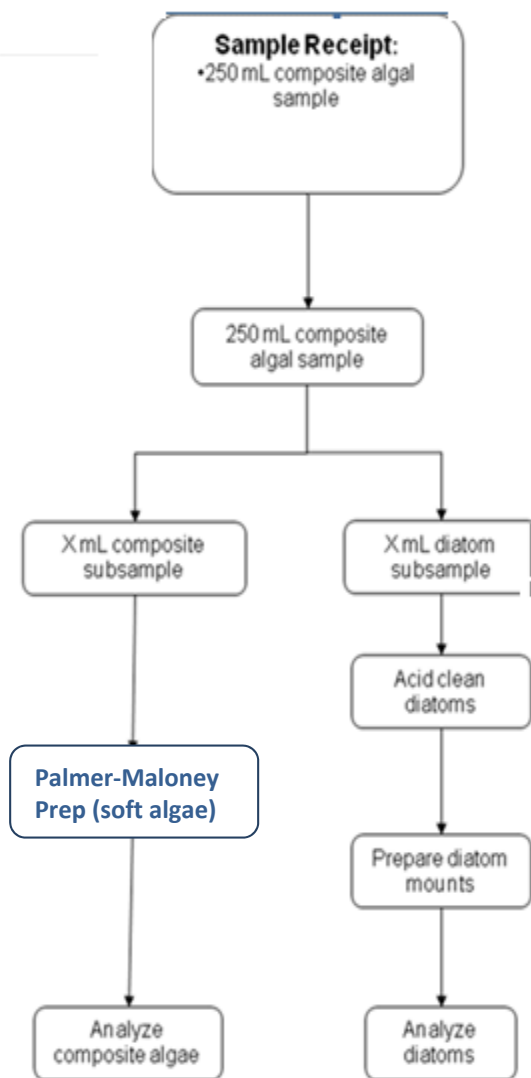 Sample Receipt:
•250 mL composite algal
sample
250 mL composite
algal sample
X mL composite
subsample
X mL diatom
subsample
Acid clean
diatoms
Palmer-Maloney
Prep (soft algae)
Prepare diatom
mounts
Analyze
composite algae
Analyze
diatoms